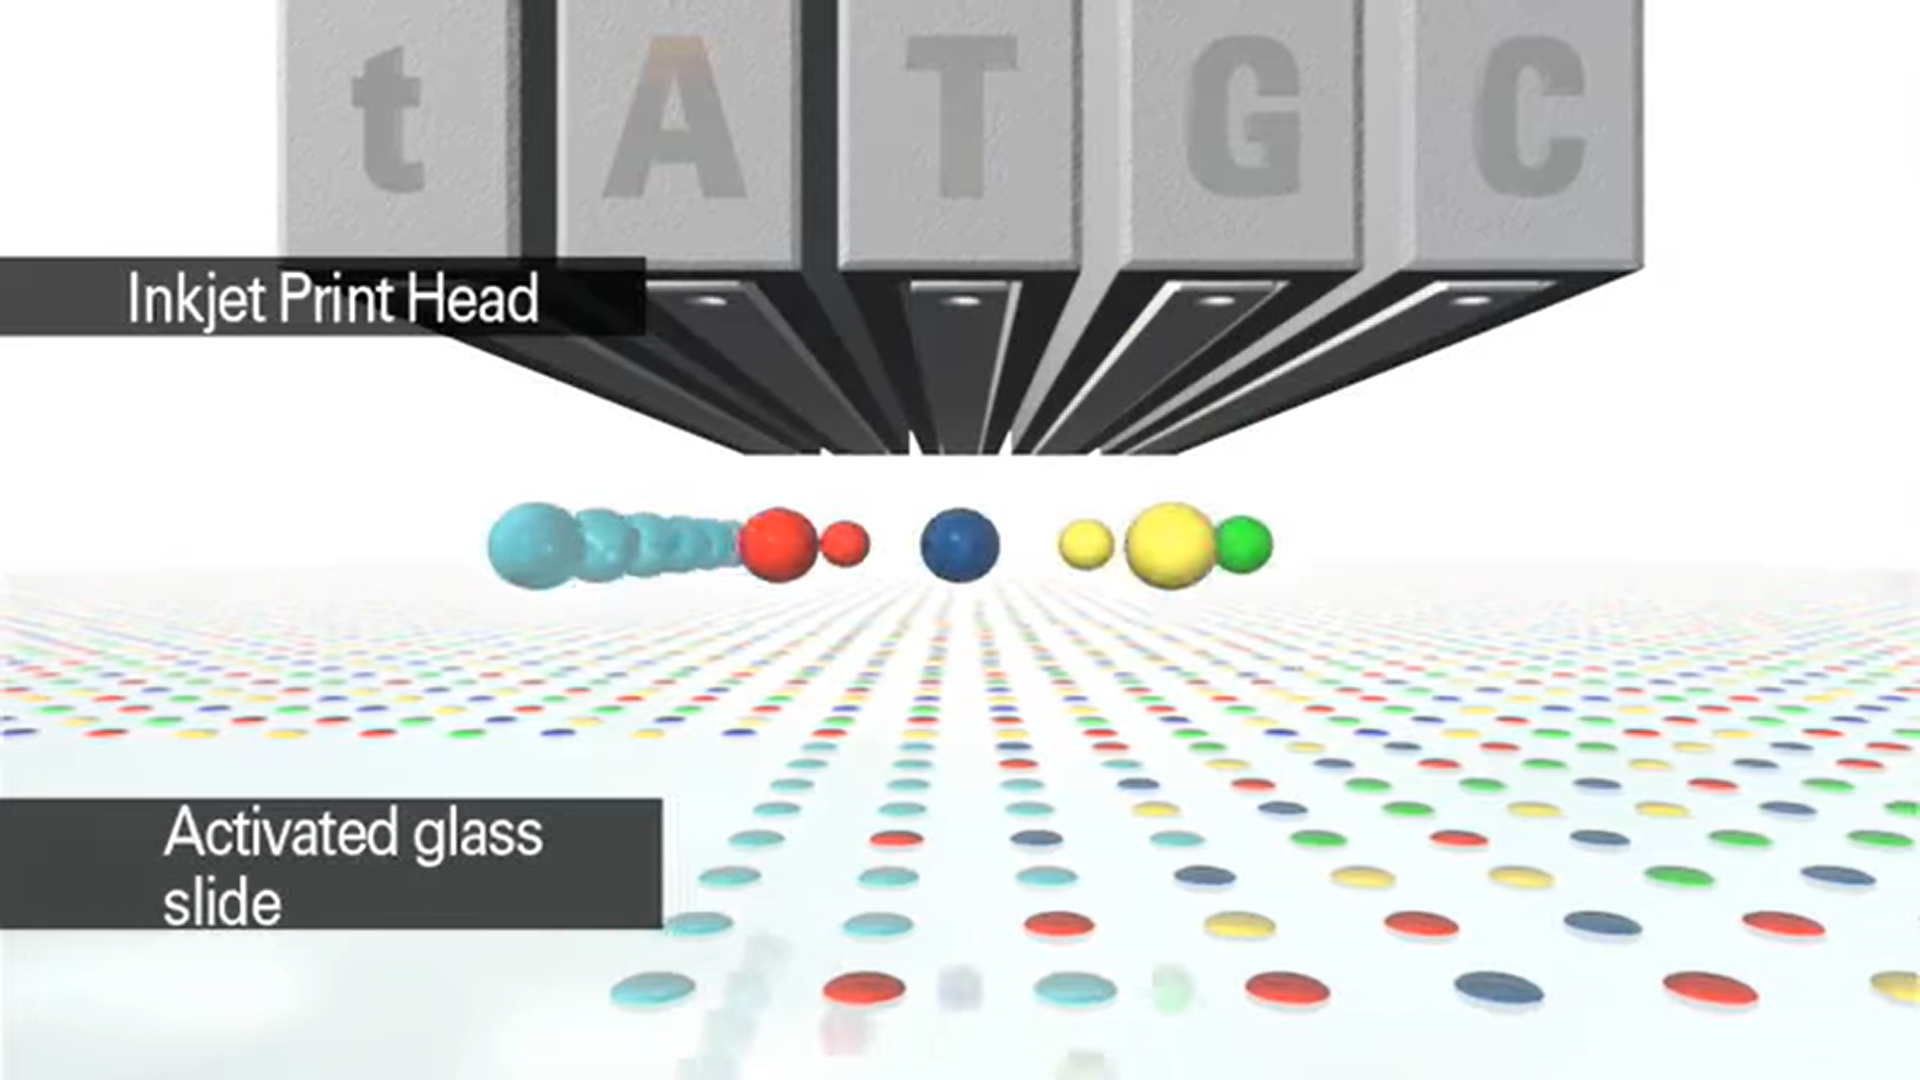 t A T G C
Inkjet Print Head
Activated glass
slide